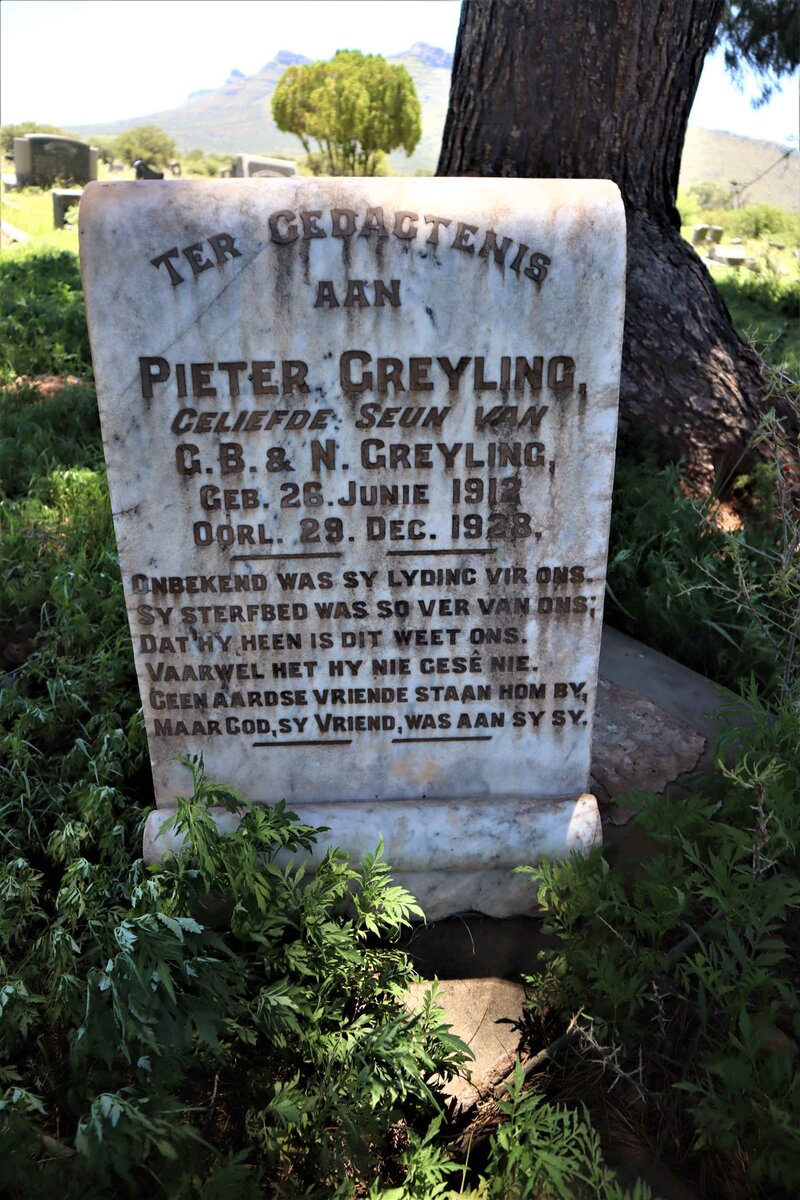 TER GEDACTENIS
AAN
PIETER GREYLING,
GELIEFDE SEUN VAN
G.B. & N. GREYLING,
GEB. 26. JUNIE 1912
OORL. 29. DEC. 1928.
ONBEKEND WAS SY LYDING VIR ONS.
SY STERFBED WAS SO VER VAN ONS;
DAT HY HEEN IS DIT WEET ONS.
VAARWEL HET HY NIE GESÊ NIE.
GEEN AARDSE VRIENDE STAAN HOM BY,
MAAR GOD, SY VRIEND, WAS AAN SY SY.